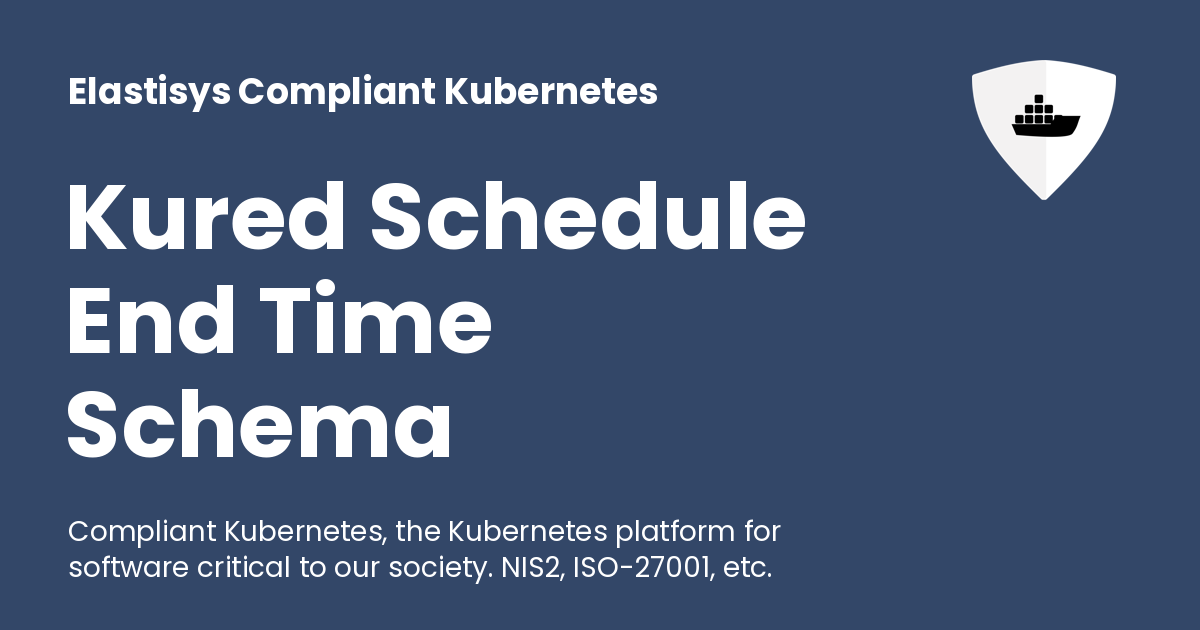 Elastisys Compliant Kubernetes
Kured Schedule
End Time
Schema
Compliant Kubernetes, the Kubernetes platform for
software critical to our society. NIS2, ISO-27001, etc.